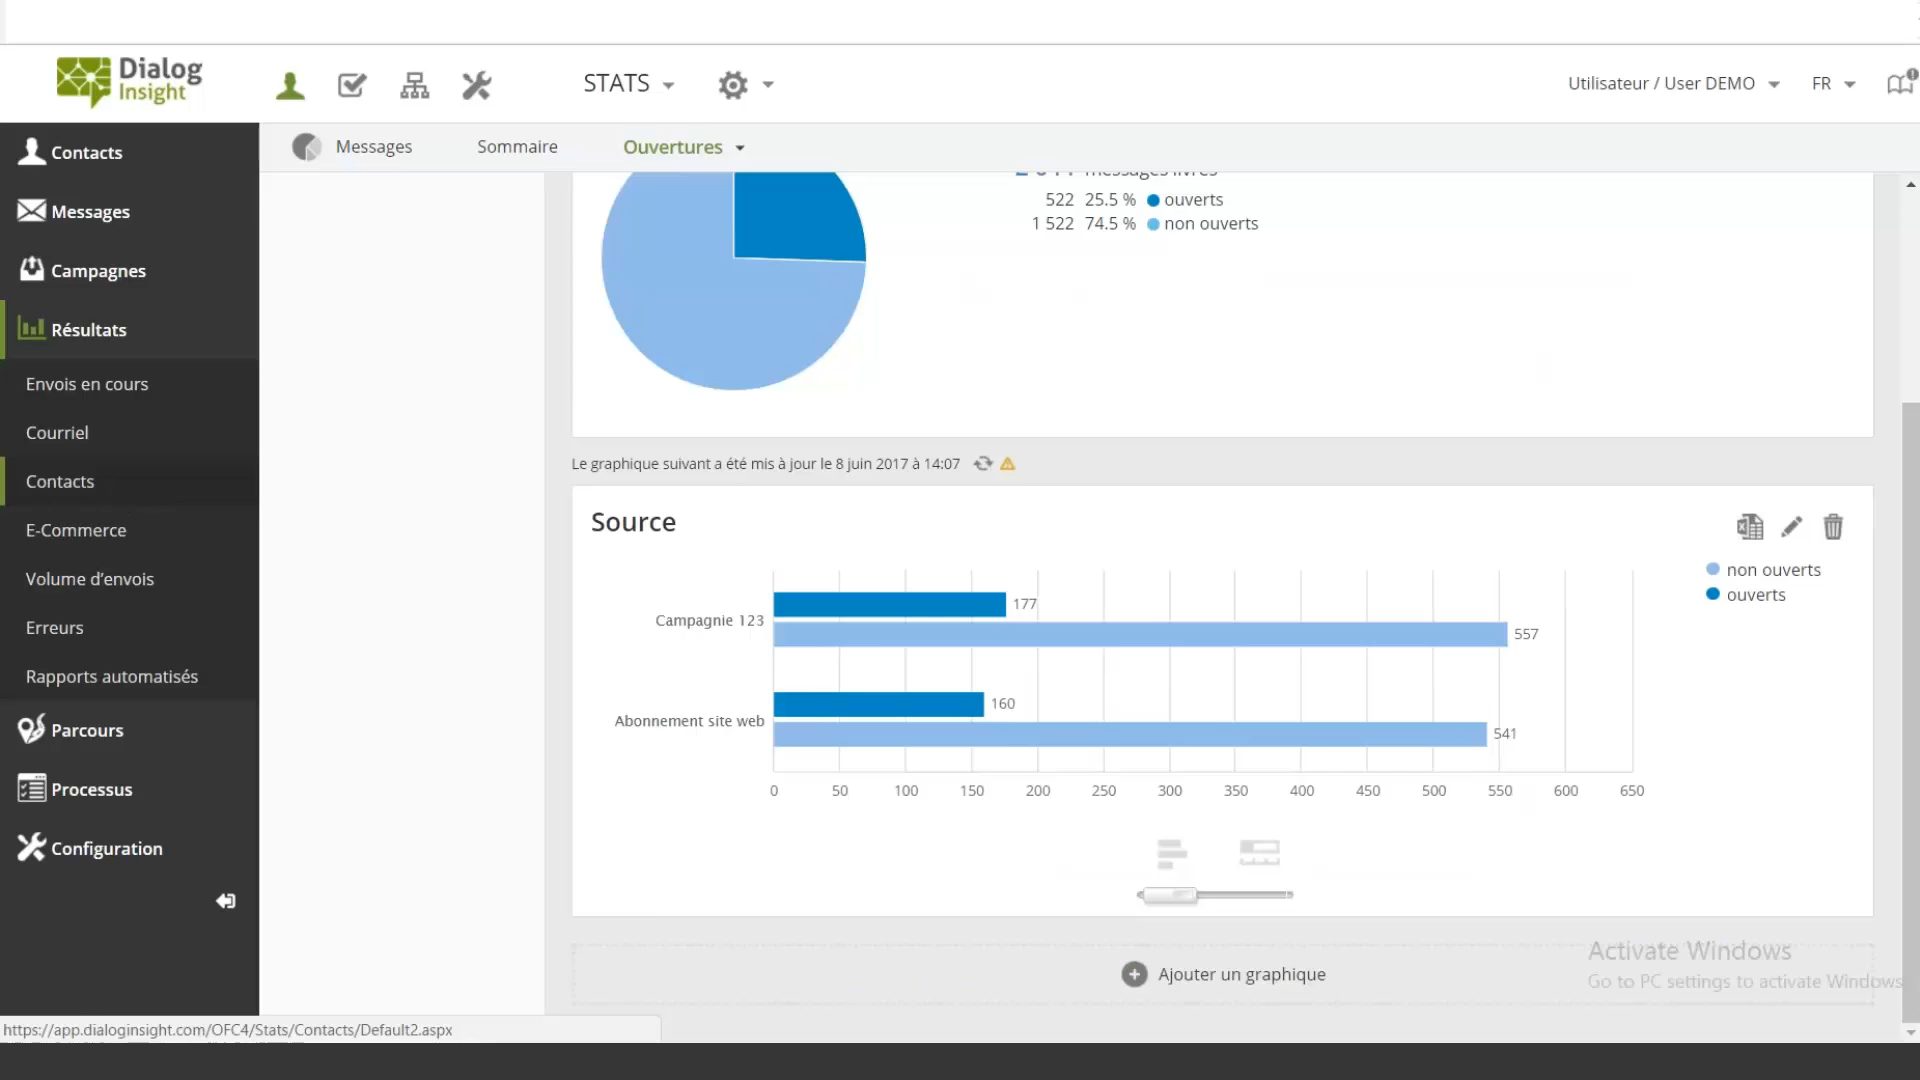 Dialog
Insight
STATS
Utilisateur / User DEMO
FR
Messages
Sommaire
Ouvertures
Contacts
Messages
Campagnes
Résultats
Envois en cours
Courriel
Contacts
E-Commerce
Volume d'envois
Erreurs
Rapports automatisés
Parcours
Processus
Configuration
messages livrés
522 25.5 % ouverts
1 522 74.5 % non ouverts
Le graphique suivant a été mis à jour le 8 juin 2017 à 14:07
Source
non ouverts
ouverts
Campagnie 123
177
557
Abonnement site web
160
541
0 50 100 150 200 250 300 350 400 450 500 550 600 650
Ajouter un graphique
Activate Windows
Go to PC settings to activate Windows
https://app.dialoginsight.com/OFC4/Stats/Contacts/Default2.aspx